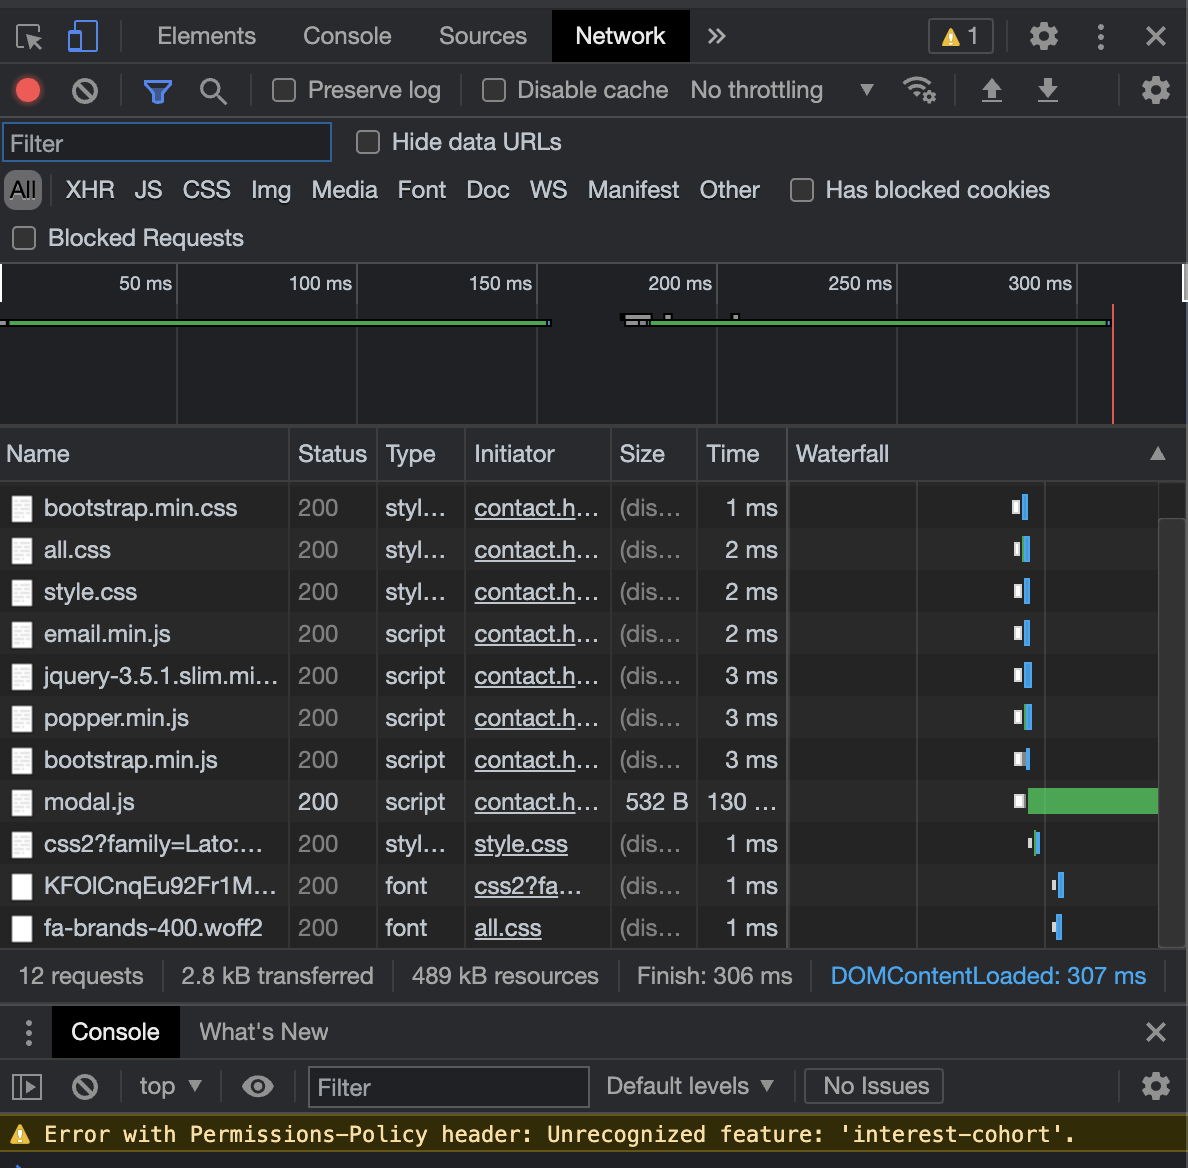 Elements Console Sources Network 1
Preserve log Disable cache No throttling
Filter Hide data URLs
All XHR JS CSS Img Media Font Doc WS Manifest Other Has blocked cookies
Blocked Requests
50 ms 100 ms 150 ms 200 ms 250 ms 300 ms
Name Status Type Initiator Size Time Waterfall
bootstrap.min.css 200 styl... contact.h... (dis... 1 ms
all.css 200 styl... contact.h... (dis... 2 ms
style.css 200 styl... contact.h... (dis... 2 ms
email.min.js 200 script contact.h... (dis... 2 ms
jquery-3.5.1.slim.mi... 200 script contact.h... (dis... 3 ms
popper.min.js 200 script contact.h... (dis... 3 ms
bootstrap.min.js 200 script contact.h... (dis... 3 ms
modal.js 200 script contact.h... 532 B 130 ...
css2?family=Lato:... 200 styl... style.css (dis... 1 ms
KFOlCnqEu92Fr1M... 200 font css2?fa... (dis... 1 ms
fa-brands-400.woff2 200 font all.css (dis... 1 ms
12 requests 2.8 kB transferred 489 kB resources Finish: 306 ms DOMContentLoaded: 307 ms
Console What's New
top Filter Default levels No Issues
Error with Permissions-Policy header: Unrecognized feature: 'interest-cohort'.